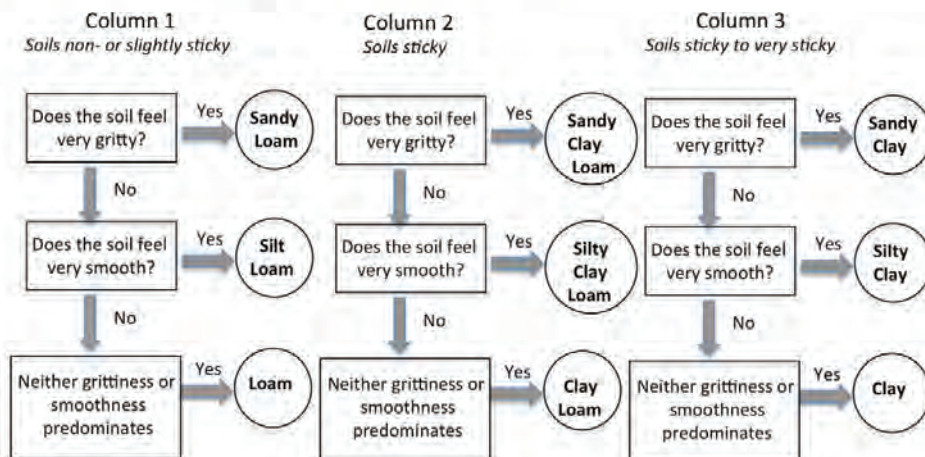 Column 1
Soils non- or slightly sticky
Does the soil feel
very gritty?
Yes
Sandy
Loam
No
Does the soil feel
very smooth?
Yes
Silt
Loam
No
Neither grittiness or
smoothness
predominates
Yes
Loam
Column 2
Soils sticky
Does the soil feel
very gritty?
Yes
Sandy
Clay
Loam
No
Does the soil feel
very smooth?
Yes
Silty
Clay
Loam
No
Neither grittiness or
smoothness
predominates
Yes
Clay
Loam
Column 3
Soils sticky to very sticky
Does the soil feel
very gritty?
Yes
Sandy
Clay
No
Does the soil feel
very smooth?
Yes
Silty
Clay
No
Neither grittiness or
smoothness
predominates
Yes
Clay